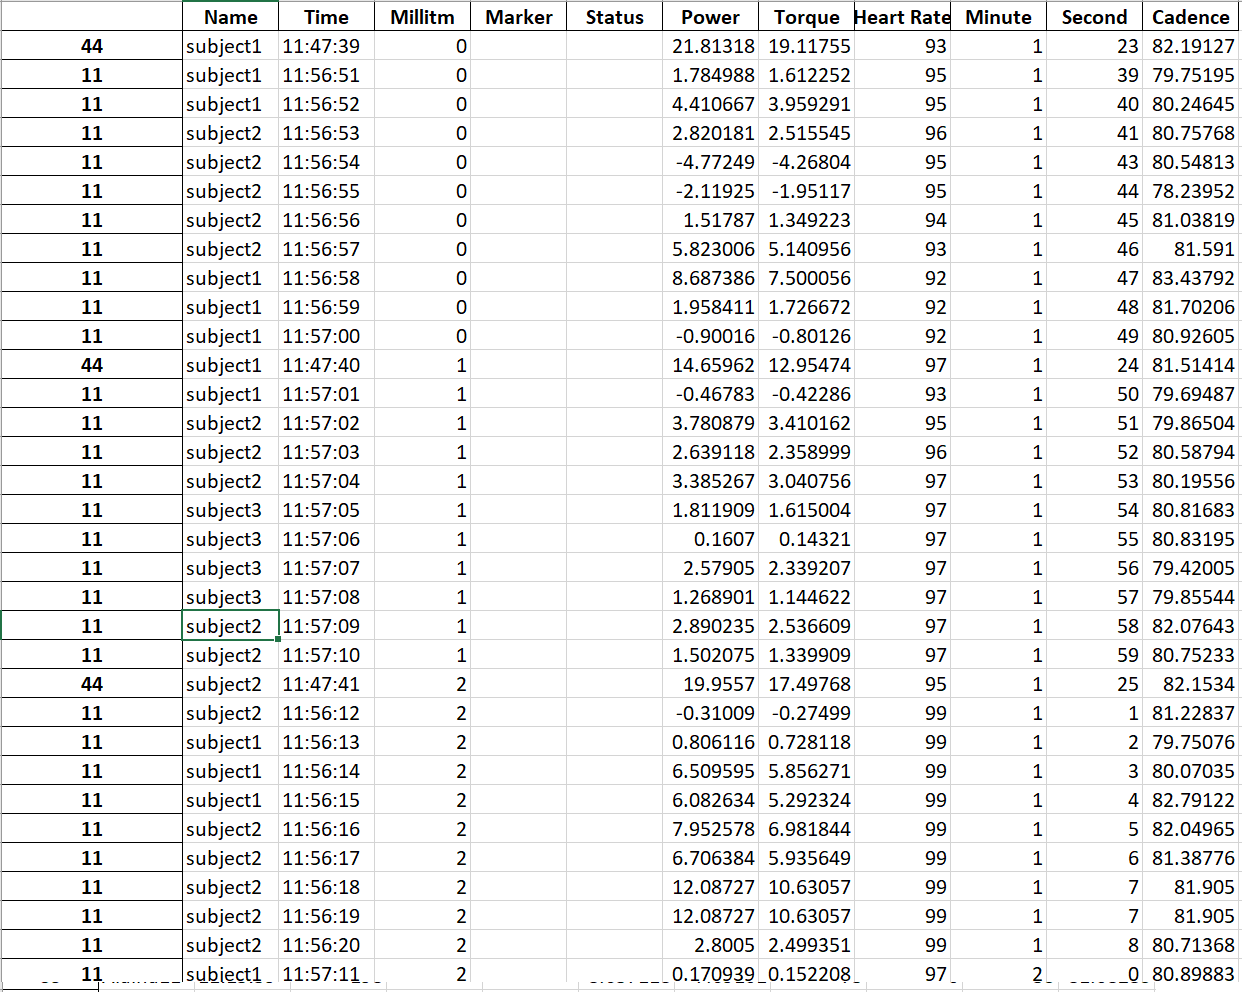 Name Time Millitm Marker Status Power Torque Heart Rate Minute Second Cadence
44 subject1 11:47:39 0 21.81318 19.11755 93 1 23 82.19127
11 subject1 11:56:51 0 1.784988 1.612252 95 1 39 79.75195
11 subject1 11:56:52 0 4.410667 3.959291 95 1 40 80.24645
11 subject2 11:56:53 0 2.820181 2.515545 96 1 41 80.75768
11 subject2 11:56:54 0 -4.77249 -4.26804 95 1 43 80.54813
11 subject2 11:56:55 0 -2.11925 -1.95117 95 1 44 78.23952
11 subject2 11:56:56 0 1.51787 1.349223 94 1 45 81.03819
11 subject2 11:56:57 0 5.823006 5.140956 93 1 46 81.591
11 subject1 11:56:58 0 8.687386 7.500056 92 1 47 83.43792
11 subject1 11:56:59 0 1.958411 1.726672 92 1 48 81.70206
11 subject1 11:57:00 0 -0.90016 -0.80126 92 1 49 80.92605
44 subject1 11:47:40 1 14.65962 12.95474 97 1 24 81.51414
11 subject1 11:57:01 1 -0.46783 -0.42286 93 1 50 79.69487
11 subject2 11:57:02 1 3.780879 3.410162 95 1 51 79.86504
11 subject2 11:57:03 1 2.639118 2.358999 96 1 52 80.58794
11 subject2 11:57:04 1 3.385267 3.040756 97 1 53 80.19556
11 subject3 11:57:05 1 1.811909 1.615004 97 1 54 80.81683
11 subject3 11:57:06 1 0.1607 0.14321 97 1 55 80.83195
11 subject3 11:57:07 1 2.57905 2.339207 97 1 56 79.42005
11 subject3 11:57:08 1 1.268901 1.144622 97 1 57 79.85544
11 subject2 11:57:09 1 2.890235 2.536609 97 1 58 82.07643
11 subject2 11:57:10 1 1.502075 1.339909 97 1 59 80.75233
44 subject2 11:47:41 2 19.9557 17.49768 95 1 25 82.1534
11 subject2 11:56:12 2 -0.31009 -0.27499 99 1 1 81.22837
11 subject1 11:56:13 2 0.806116 0.728118 99 1 2 79.75076
11 subject1 11:56:14 2 6.509595 5.856271 99 1 3 80.07035
11 subject1 11:56:15 2 6.082634 5.292324 99 1 4 82.79122
11 subject2 11:56:16 2 7.952578 6.981844 99 1 5 82.04965
11 subject2 11:56:17 2 6.706384 5.935649 99 1 6 81.38776
11 subject2 11:56:18 2 12.08727 10.63057 99 1 7 81.905
11 subject2 11:56:19 2 12.08727 10.63057 99 1 7 81.905
11 subject2 11:56:20 2 2.8005 2.499351 99 1 8 80.71368
11 subject1 11:57:11 2 0.170939 0.152208 97 2 0 80.89883